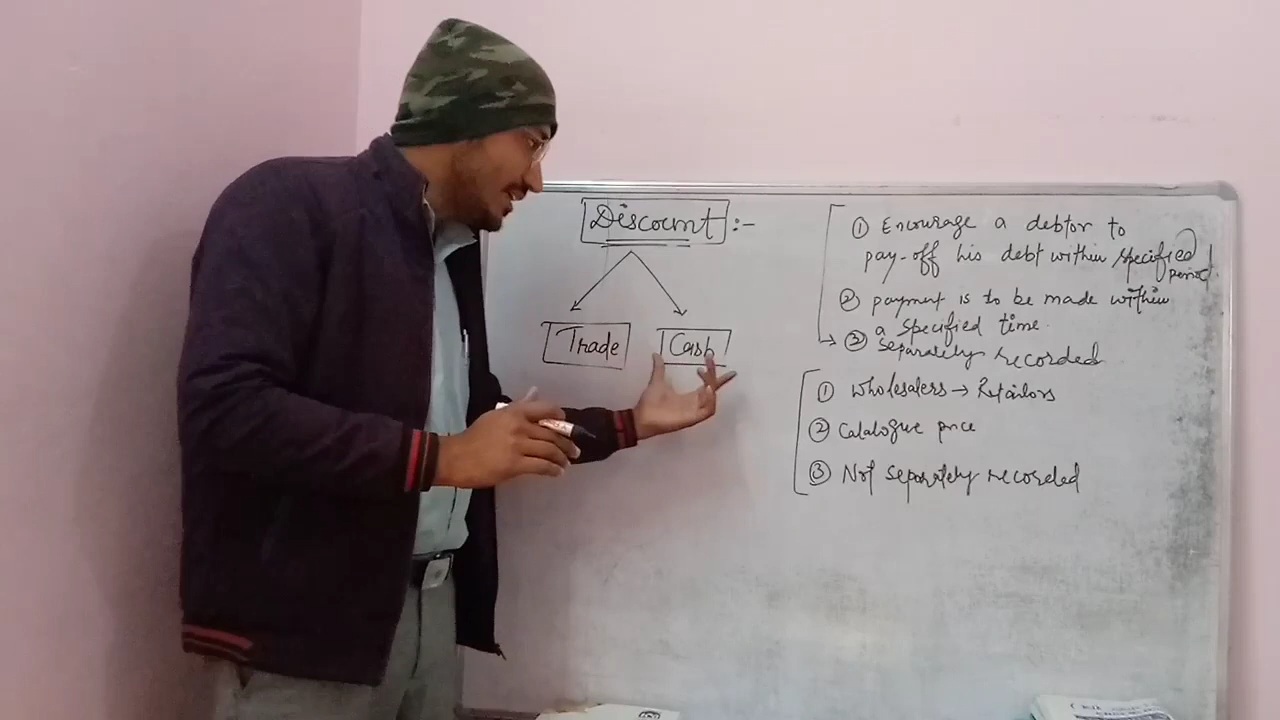 Discount :-
Trade
Cash
① Encourage a debtor to
pay-off his debt within specified
period.
② payment is to be made within
a specified time.
③ Separately recorded
① wholesalers → Retailors
② Catalogue price
③ Not separately recorded